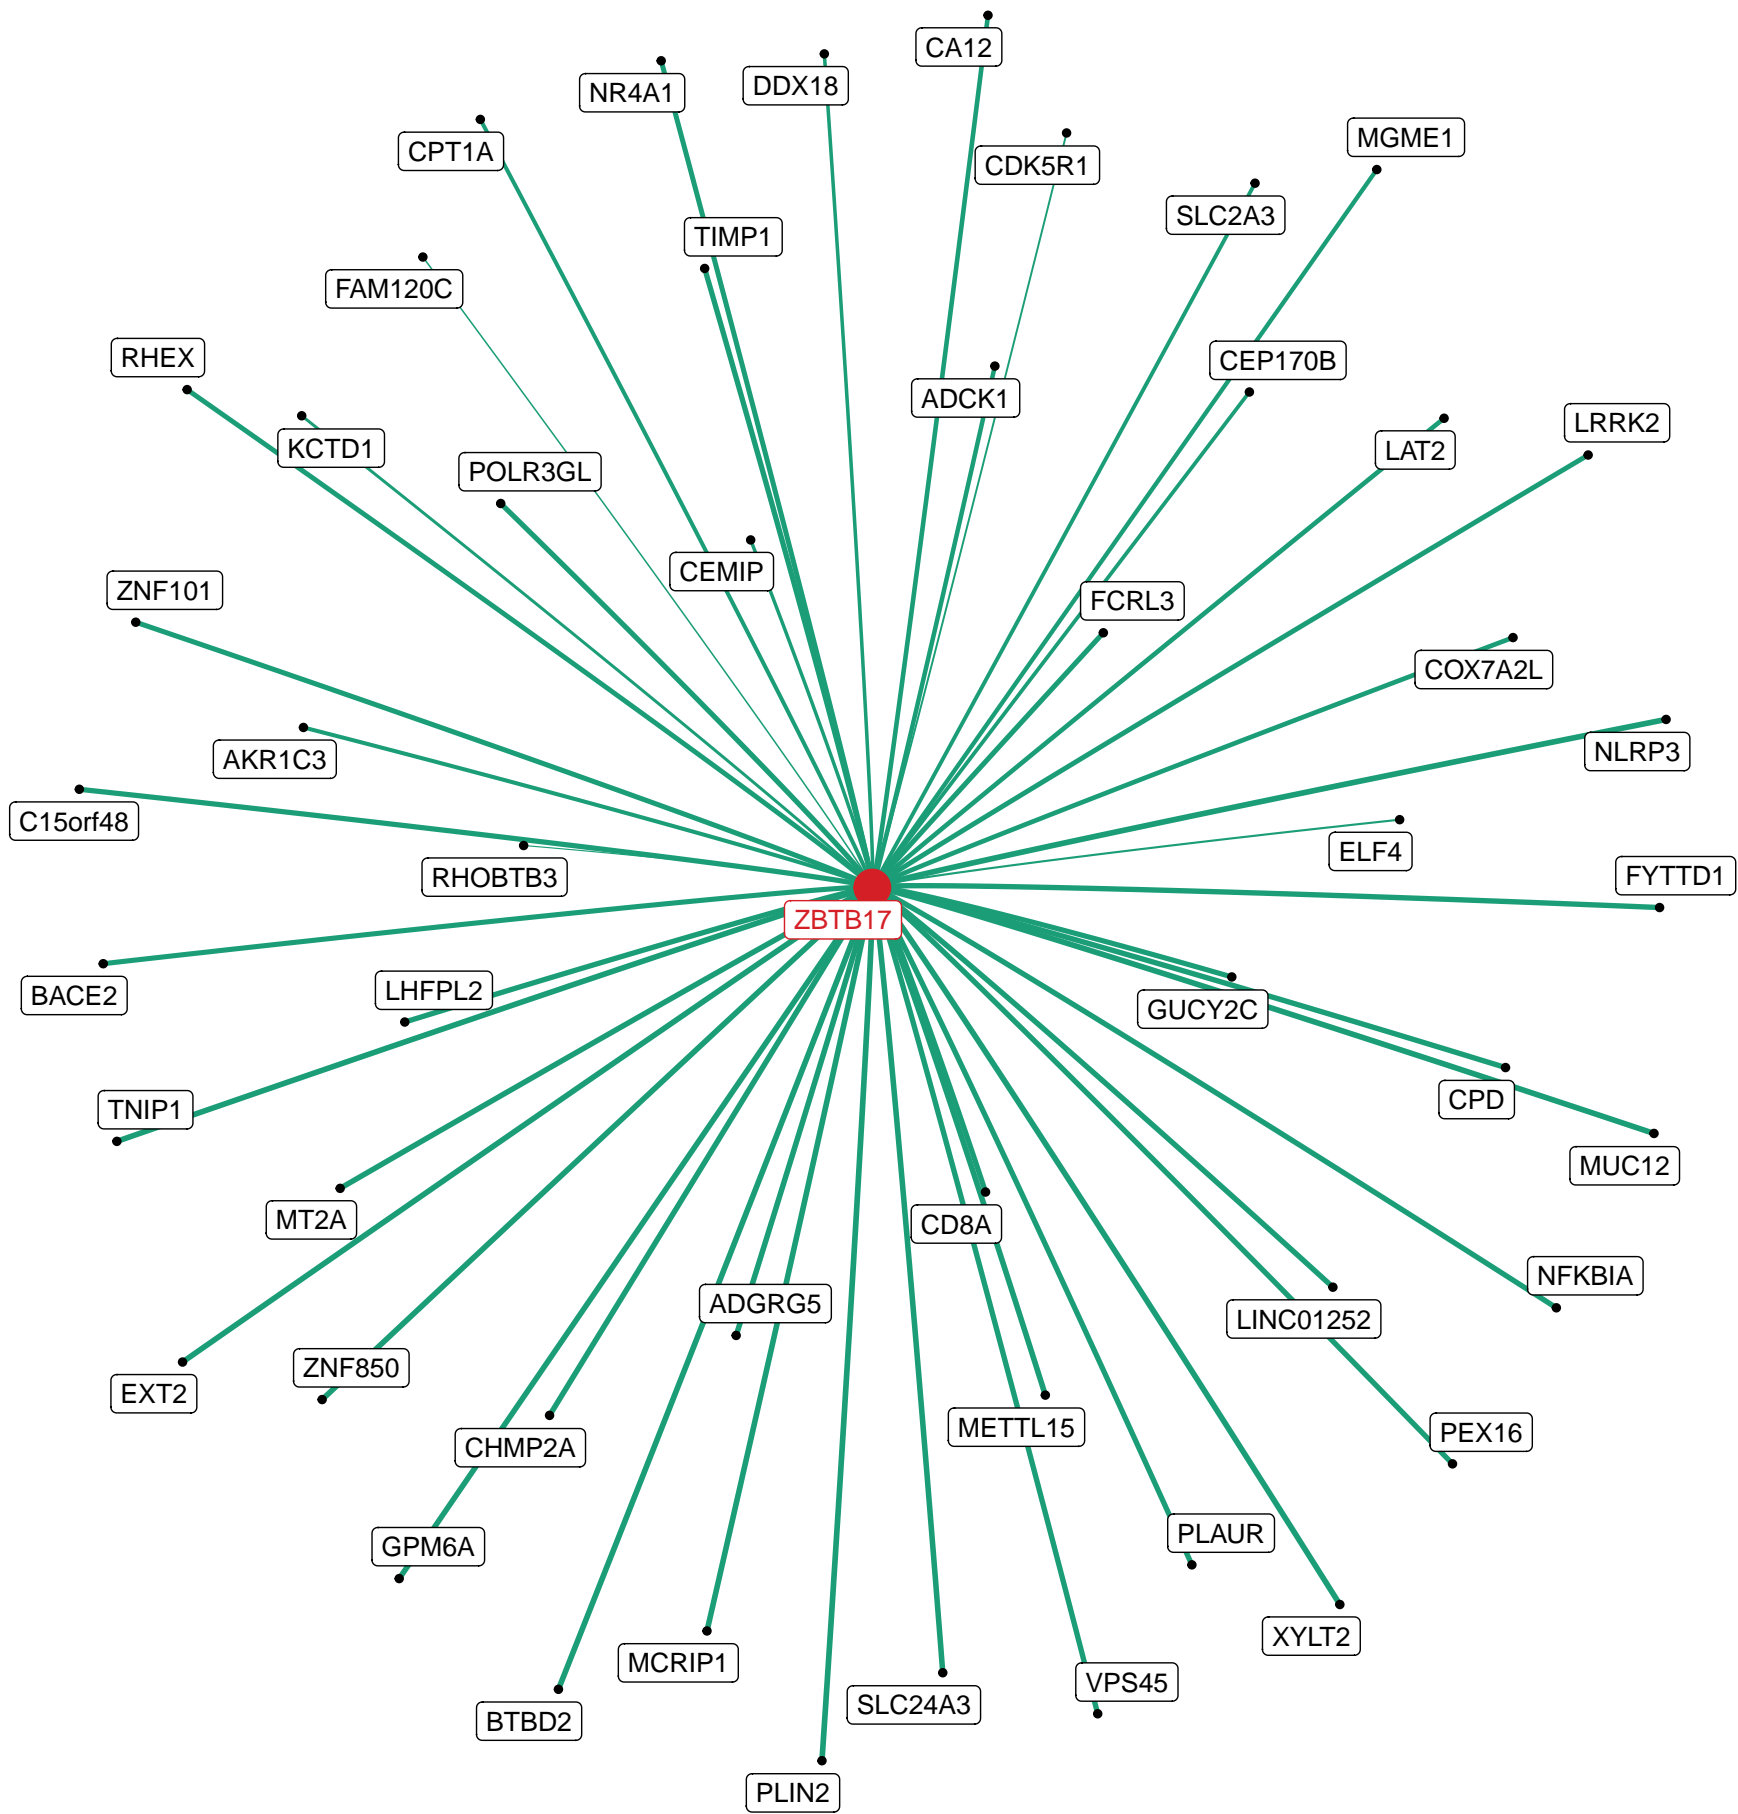 CA12
DDX18
NR4A1
MGME1
CPT1A
CDK5R1
SLC2A3
TIMP1
FAM120C
RHEX
CEP170B
ADCK1
LRRK2
KCTD1
LAT2
POLR3GL
CEMIP
ZNF101
FCRL3
COX7A2L
NLRP3
AKR1C3
C15orf48
ELF4
RHOBTB3
FYTTD1
ZBTB17
LHFPL2
BACE2
GUCY2C
CPD
TNIP1
MUC12
MT2A
CD8A
NFKBIA
ADGRG5
LINC01252
ZNF850
EXT2
METTL15
PEX16
CHMP2A
PLAUR
GPM6A
XYLT2
MCRIP1
VPS45
SLC24A3
BTBD2
PLIN2